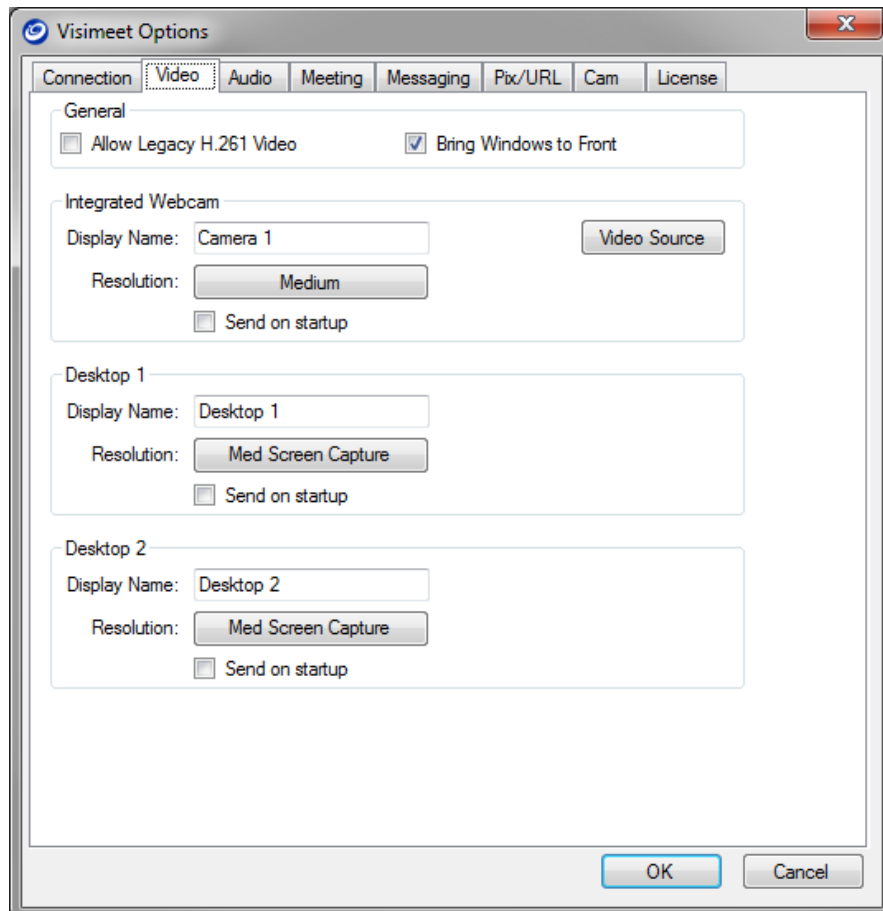 Visimeet Options
Connection Video Audio Meeting Messaging Pix/URL Cam License
General
Allow Legacy H.261 Video Bring Windows to Front
Integrated Webcam
Display Name: Camera 1 Video Source
Resolution: Medium
Send on startup
Desktop 1
Display Name: Desktop 1
Resolution: Med Screen Capture
Send on startup
Desktop 2
Display Name: Desktop 2
Resolution: Med Screen Capture
Send on startup
OK Cancel